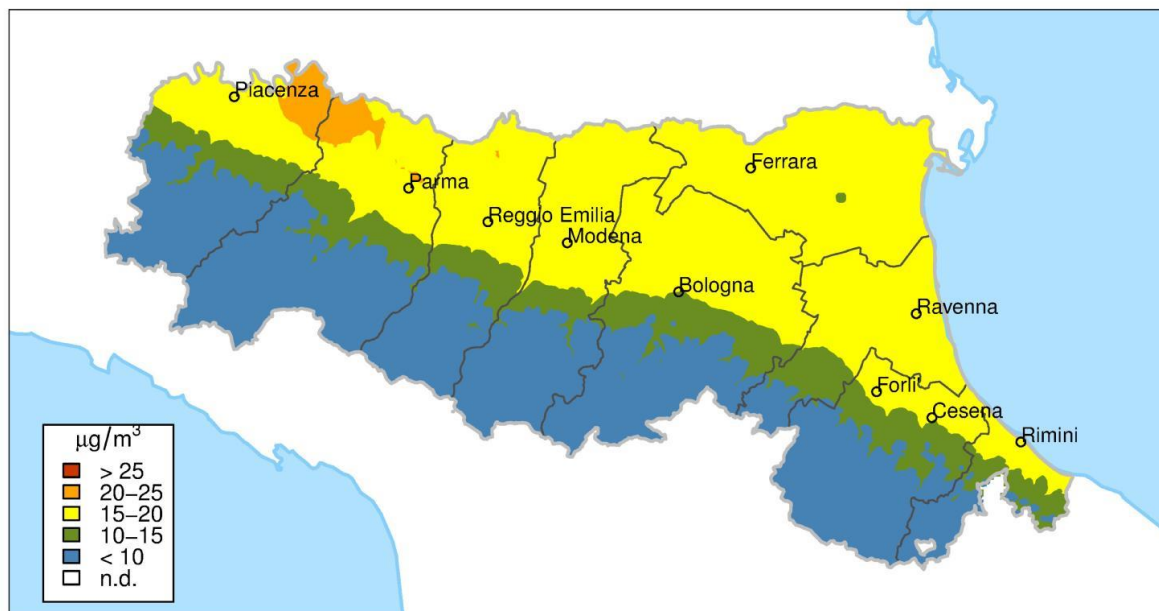 Piacenza
Ferrara
Parma
Reggio Emilia
Modena
Bologna
Ravenna
Forlì
Cesena
Rimini
μg/m³
> 25
20–25
15–20
10–15
< 10
n.d.